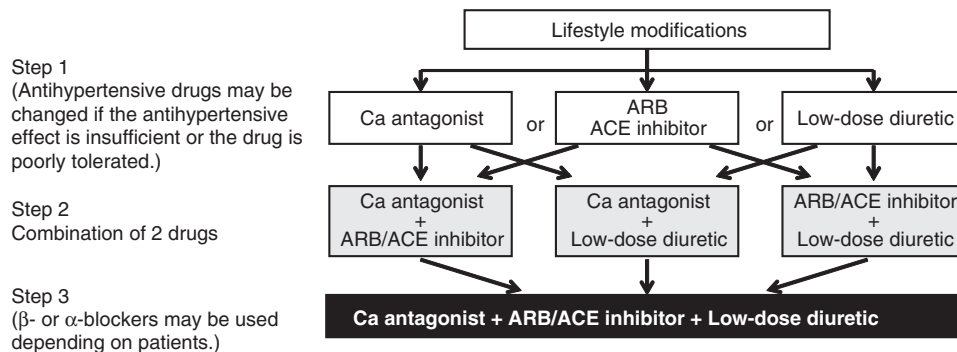 Lifestyle modifications
Step 1
(Antihypertensive drugs may be
changed if the antihypertensive
effect is insufficient or the drug is
poorly tolerated.)
Ca antagonist
or
ARB
ACE inhibitor
or
Low-dose diuretic
Step 2
Combination of 2 drugs
Ca antagonist
+
ARB/ACE inhibitor
Ca antagonist
+
Low-dose diuretic
ARB/ACE inhibitor
+
Low-dose diuretic
Step 3
(β- or α-blockers may be used
depending on patients.)
Ca antagonist + ARB/ACE inhibitor + Low-dose diuretic